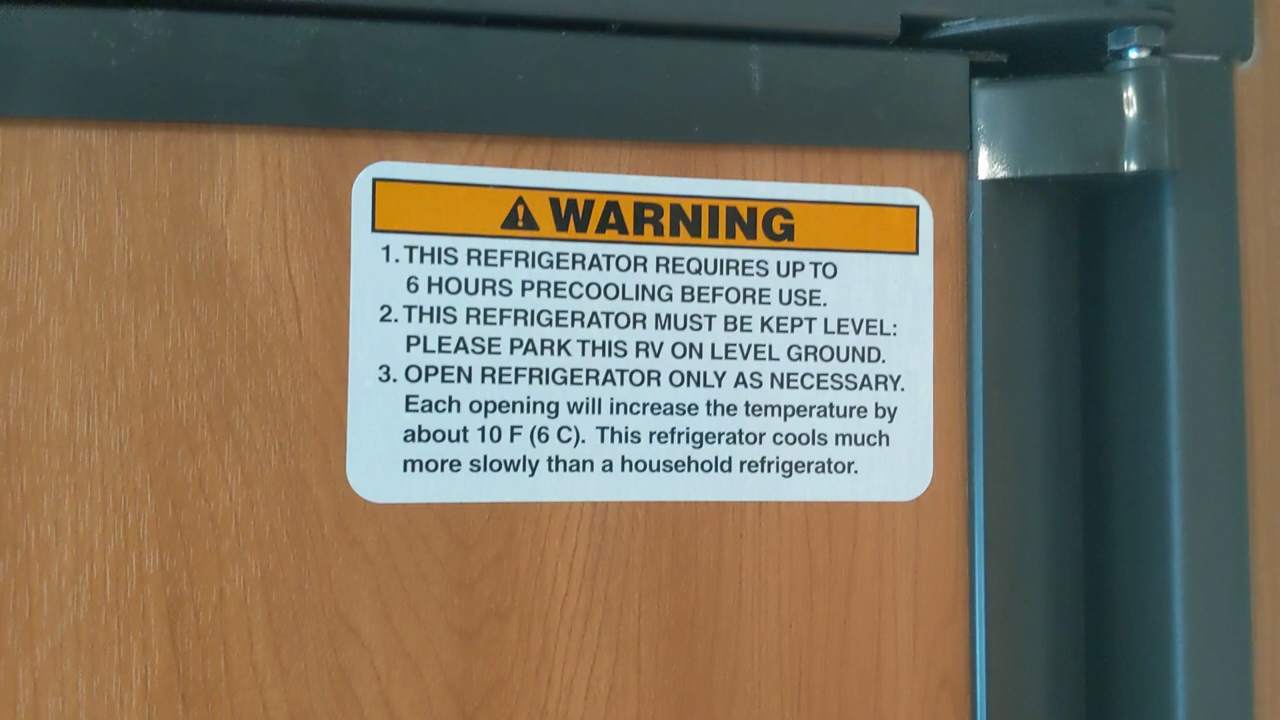 WARNING
1. THIS REFRIGERATOR REQUIRES UP TO
6 HOURS PRECOOLING BEFORE USE.
2. THIS REFRIGERATOR MUST BE KEPT LEVEL:
PLEASE PARK THIS RV ON LEVEL GROUND.
3. OPEN REFRIGERATOR ONLY AS NECESSARY.
Each opening will increase the temperature by
about 10 F (6 C). This refrigerator cools much
more slowly than a household refrigerator.